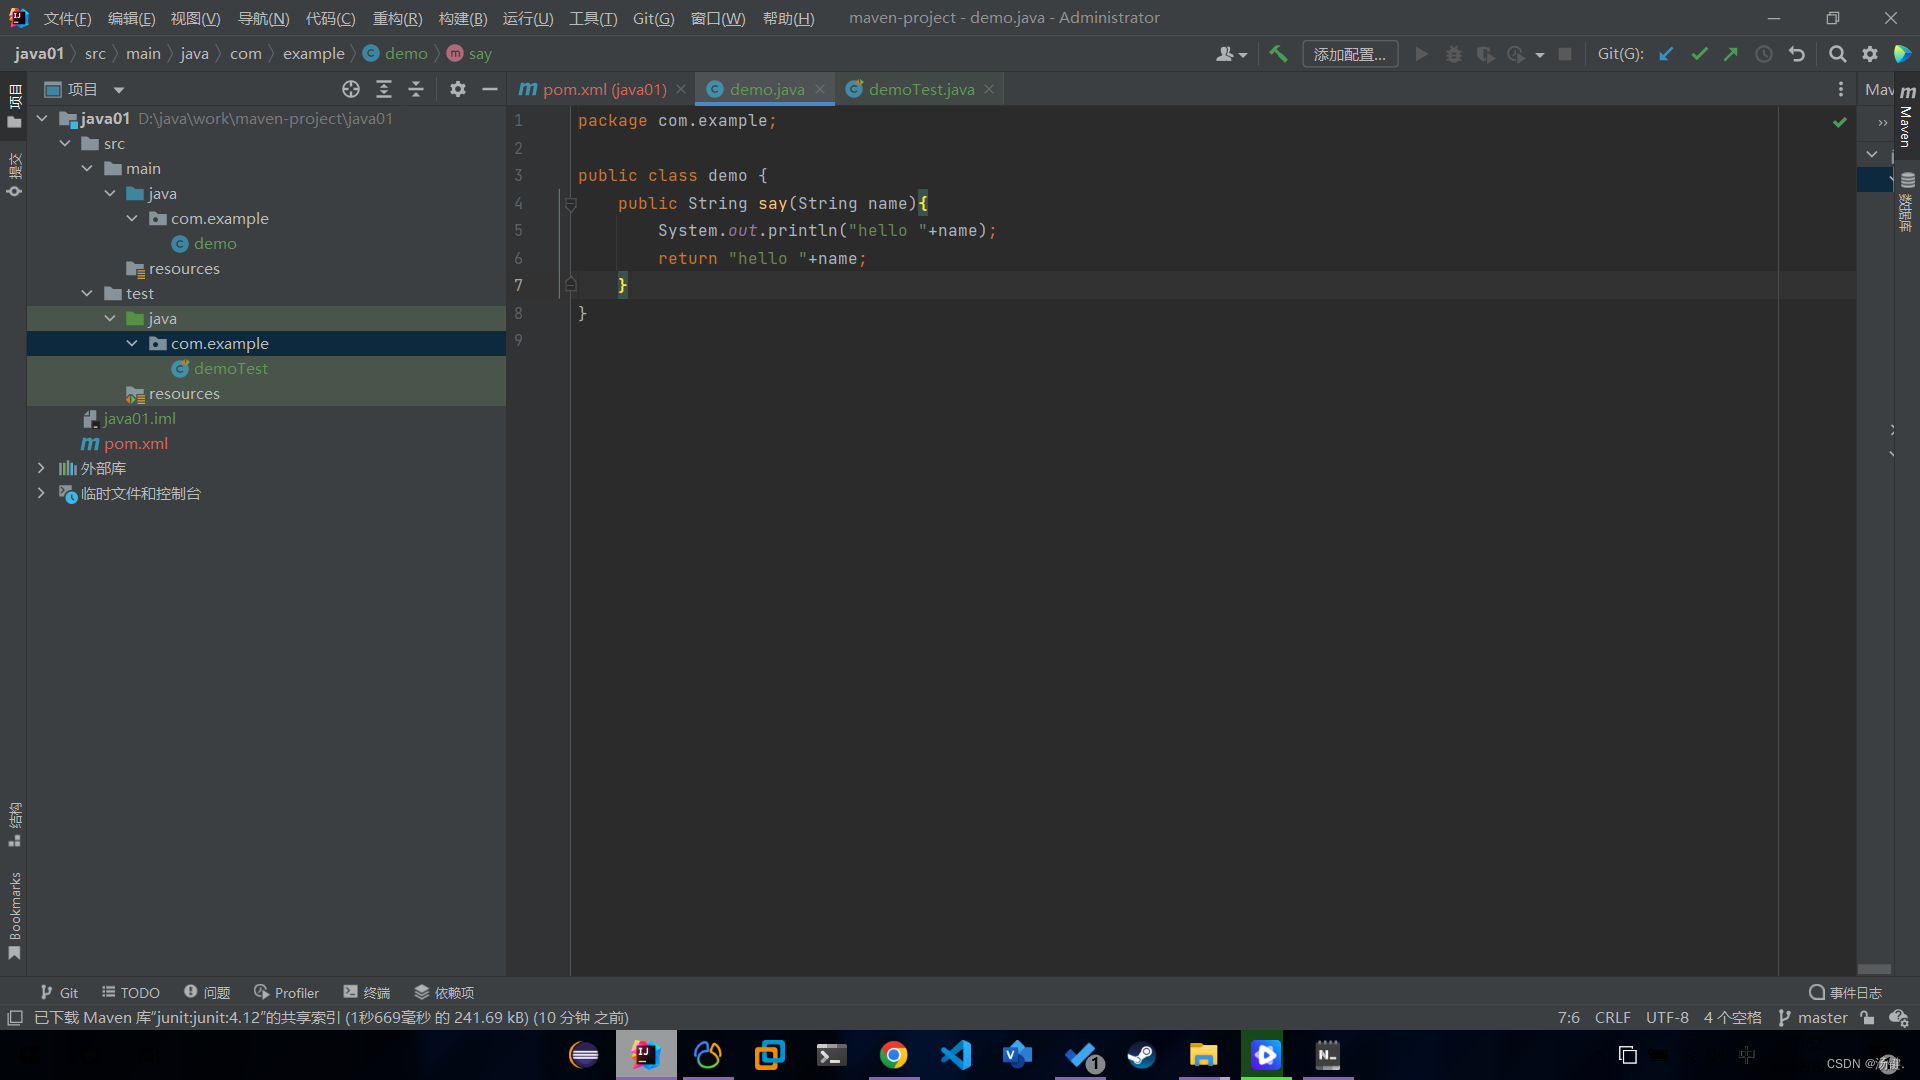 文件(F) 编辑(E) 视图(V) 导航(N) 代码(C) 重构(R) 构建(B) 运行(U) 工具(T) Git(G) 窗口(W) 帮助(H) maven-project - demo.java - Administrator
java01 src main java com example demo say 添加配置... Git(G):
项目
项目
提交
结构
Bookmarks
java01 D:\java\work\maven-project\java01
src
main
java
com.example
demo
resources
test
java
com.example
demoTest
resources
java01.iml
pom.xml
外部库
临时文件和控制台
pom.xml (java01) demo.java demoTest.java
1 package com.example;
2
3 public class demo {
4 public String say(String name){
5 System.out.println("hello "+name);
6 return "hello "+name;
7 }
8 }
9
Mav
Maven
数据库
Git TODO 问题 Profiler 终端 依赖项 事件日志
已下载 Maven 库“junit:junit:4.12”的共享索引 (1秒669毫秒 的 241.69 kB) (10 分钟 之前) 7:6 CRLF UTF-8 4 个空格 master
1
中
CSDN @汤键.